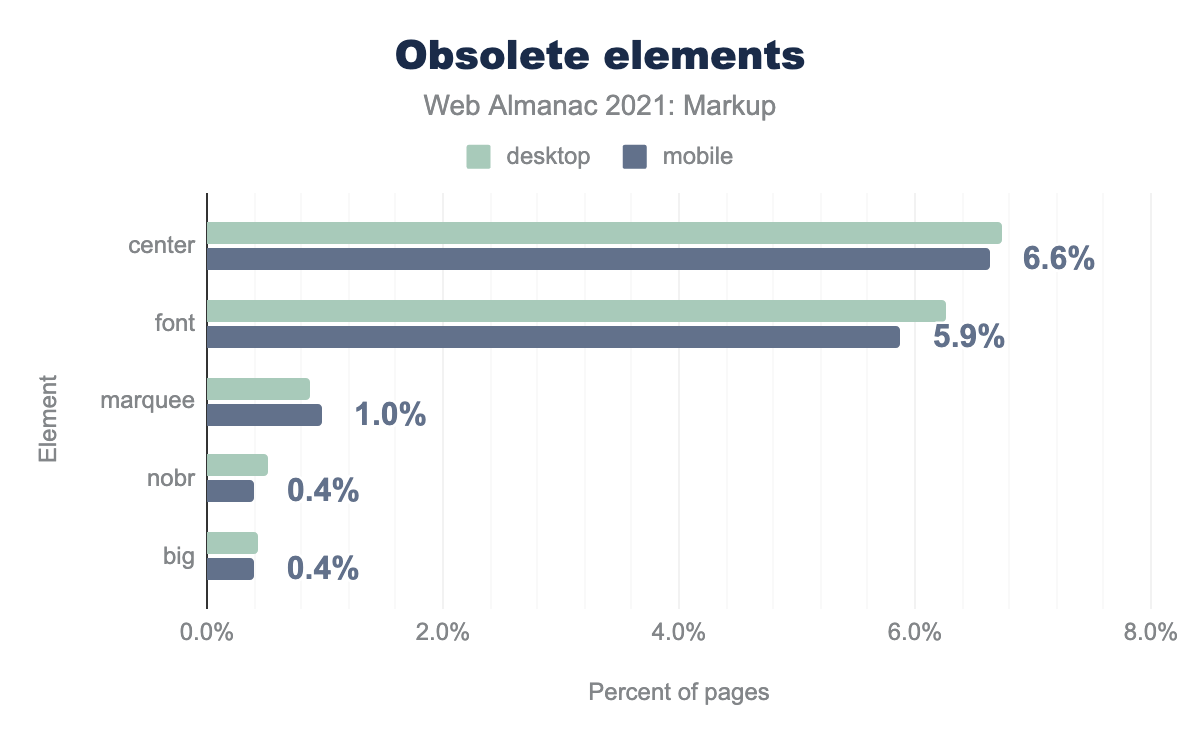 Obsolete elements
Web Almanac 2021: Markup
desktop mobile
center 6.6%
font 5.9%
marquee 1.0%
nobr 0.4%
big 0.4%
Element
0.0% 2.0% 4.0% 6.0% 8.0%
Percent of pages